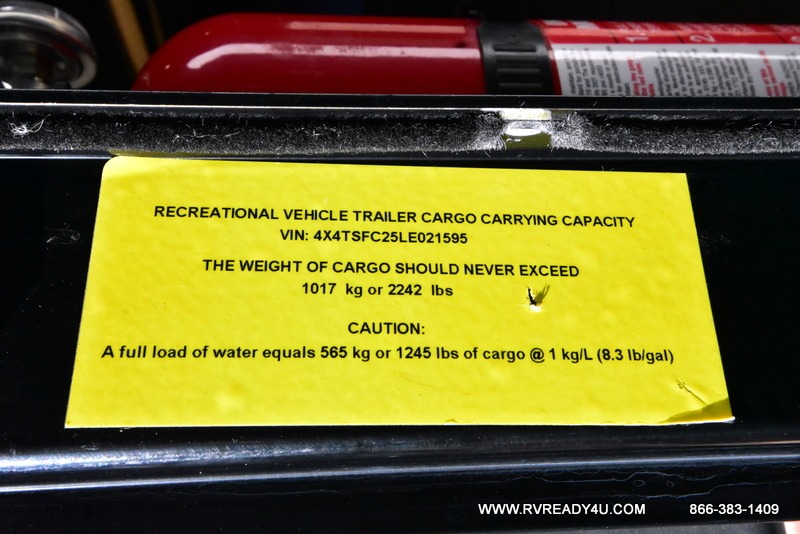 RECREATIONAL VEHICLE TRAILER CARGO CARRYING CAPACITY
VIN: 4X4TSFC25LE021595
THE WEIGHT OF CARGO SHOULD NEVER EXCEED
1017 kg or 2242 lbs
CAUTION:
A full load of water equals 565 kg or 1245 lbs of cargo @ 1 kg/L (8.3 lb/gal)
WWW.RVREADY4U.COM 866-383-1409